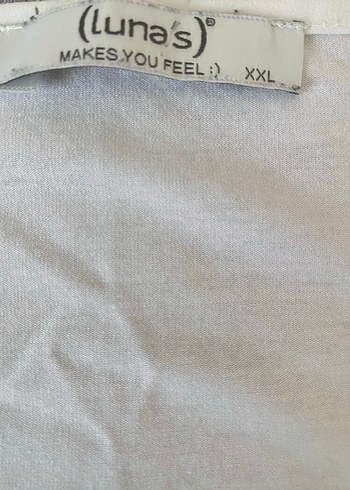 (luna's)®
MAKES YOU FEEL :) XXL